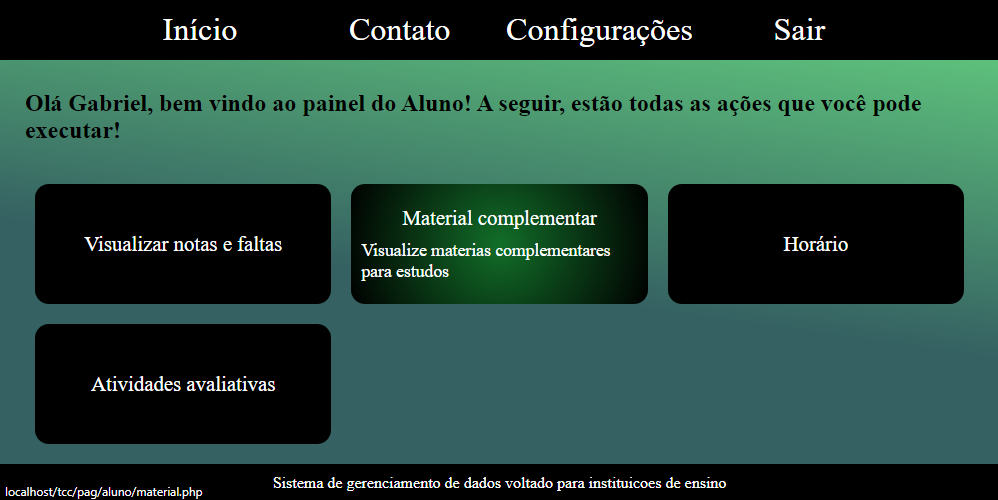 Início Contato Configurações Sair
Olá Gabriel, bem vindo ao painel do Aluno! A seguir, estão todas as ações que você pode
executar!
Visualizar notas e faltas
Material complementar
Visualize materias complementares
para estudos
Horário
Atividades avaliativas
Sistema de gerenciamento de dados voltado para instituicoes de ensino
localhost/tcc/pag/aluno/material.php